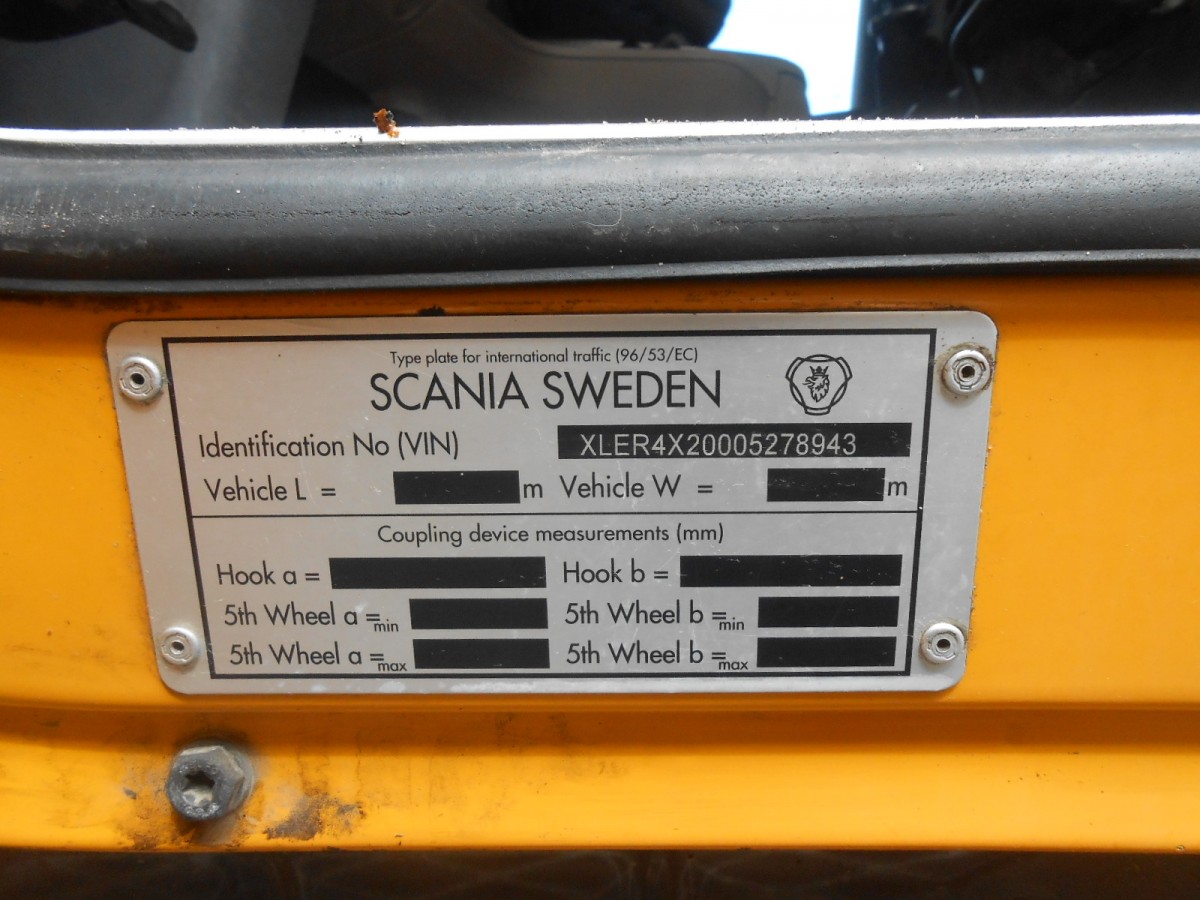 Type plate for international traffic (96/53/EC)
SCANIA SWEDEN
Identification No (VIN) XLER4X20005278943
Vehicle L = m Vehicle W = m
Coupling device measurements (mm)
Hook a = Hook b =
5th Wheel a =min 5th Wheel b =min
5th Wheel a =max 5th Wheel b =max